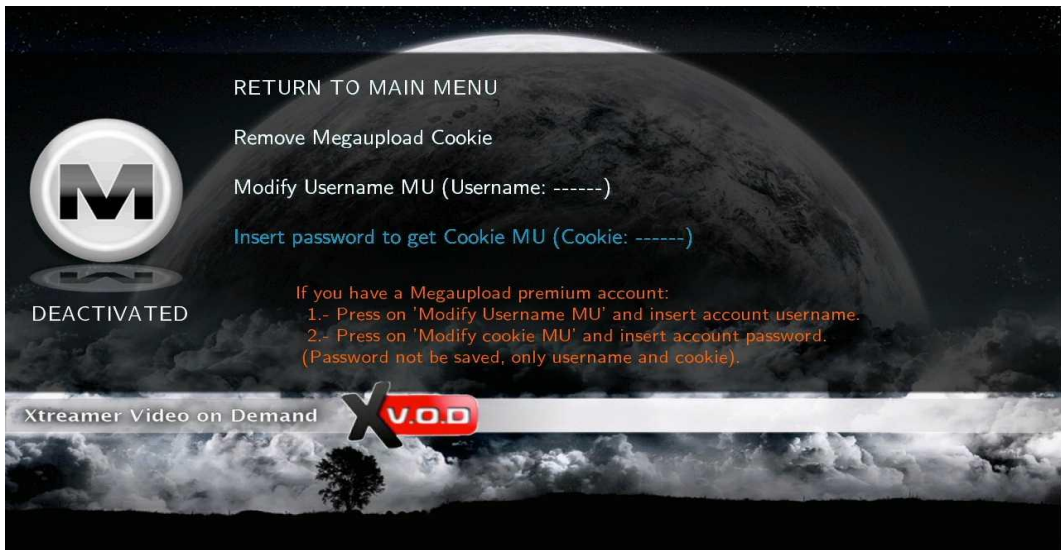 RETURN TO MAIN MENU
Remove Megaupload Cookie
Modify Username MU (Username: ------)
Insert password to get Cookie MU (Cookie: ------)
M
DEACTIVATED
If you have a Megaupload premium account:
1.- Press on 'Modify Username MU' and insert account username.
2.- Press on 'Modify cookie MU' and insert account password.
(Password not be saved, only username and cookie).
Xtreamer Video on Demand X V.O.D